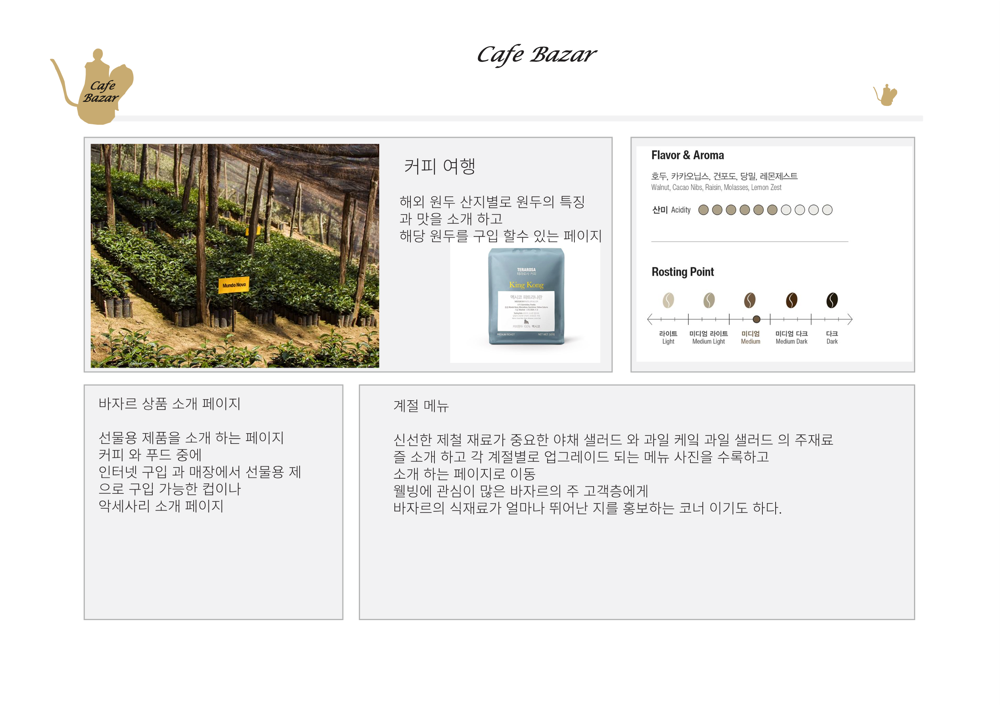 Cafe Bazar
Cafe
Bazar
Mundo Novo
커피 여행
해외 원두 산지별로 원두의 특징
과 맛을 소개 하고
해당 원두를 구입 할수 있는 페이지
TERAROSA
테라로사 커피
King Kong
멕시코 파트라나란
MEXICO PATLANALAN
커피원두 100% 멕시코
MEDIUM ROAST
NET WT 500g
Flavor & Aroma
호두, 카카오닙스, 건포도, 당밀, 레몬제스트
Walnut, Cacao Nibs, Raisin, Molasses, Lemon Zest
산미 Acidity
Rosting Point
라이트 미디엄 라이트 미디엄 미디엄 다크 다크
Light Medium Light Medium Medium Dark Dark
바자르 상품 소개 페이지
선물용 제품을 소개 하는 페이지
커피 와 푸드 중에
인터넷 구입 과 매장에서 선물용 제
으로 구입 가능한 컵이나
악세사리 소개 페이지
계절 메뉴
신선한 제철 재료가 중요한 야채 샐러드 와 과일 케잌 과일 샐러드 의 주재료
즐 소개 하고 각 계절별로 업그레이드 되는 메뉴 사진을 수록하고
소개 하는 페이지로 이동
웰빙에 관심이 많은 바자르의 주 고객층에게
바자르의 식재료가 얼마나 뛰어난 지를 홍보하는 코너 이기도 하다.